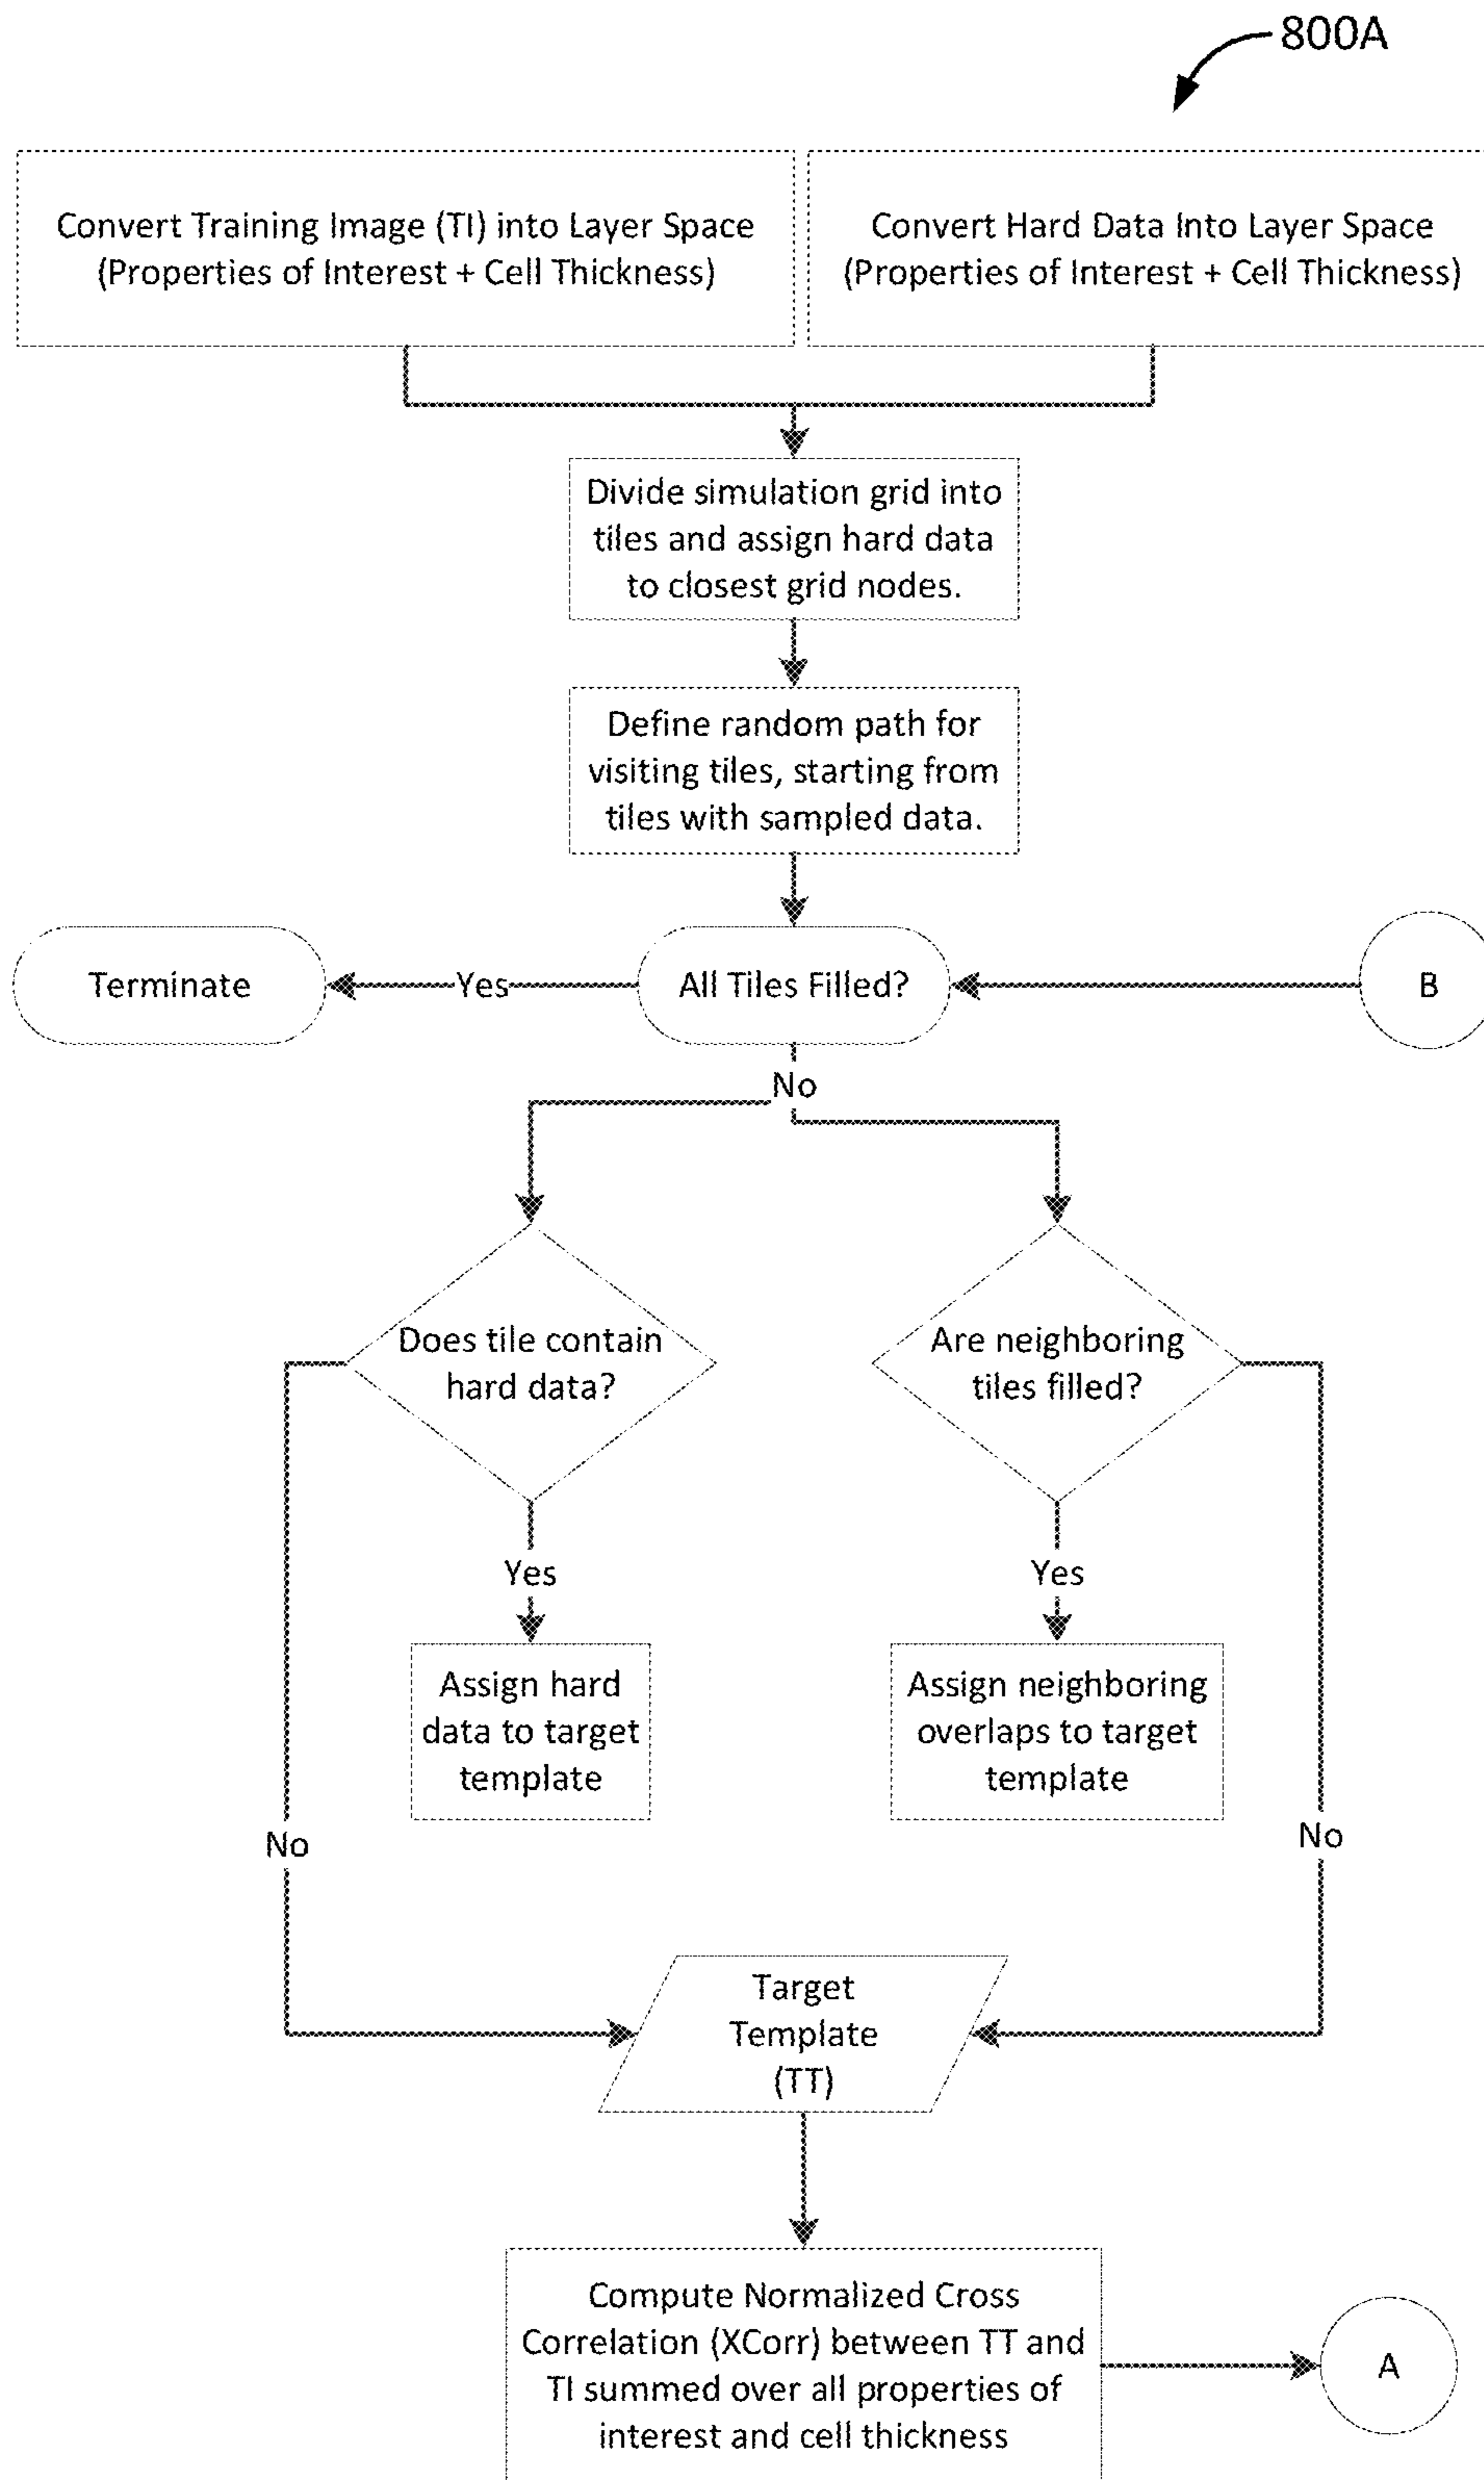 800A
Convert Training Image (TI) into Layer Space
(Properties of Interest + Cell Thickness)
Convert Hard Data Into Layer Space
(Properties of Interest + Cell Thickness)
Divide simulation grid into
tiles and assign hard data
to closest grid nodes.
Define random path for
visiting tiles, starting from
tiles with sampled data.
Terminate
Yes
All Tiles Filled?
B
No
Does tile contain
hard data?
Are neighboring
tiles filled?
Yes
Yes
Assign hard
data to target
template
Assign neighboring
overlaps to target
template
No
No
Target
Template
(TT)
Compute Normalized Cross
Correlation (XCorr) between TT and
TI summed over all properties of
interest and cell thickness
A